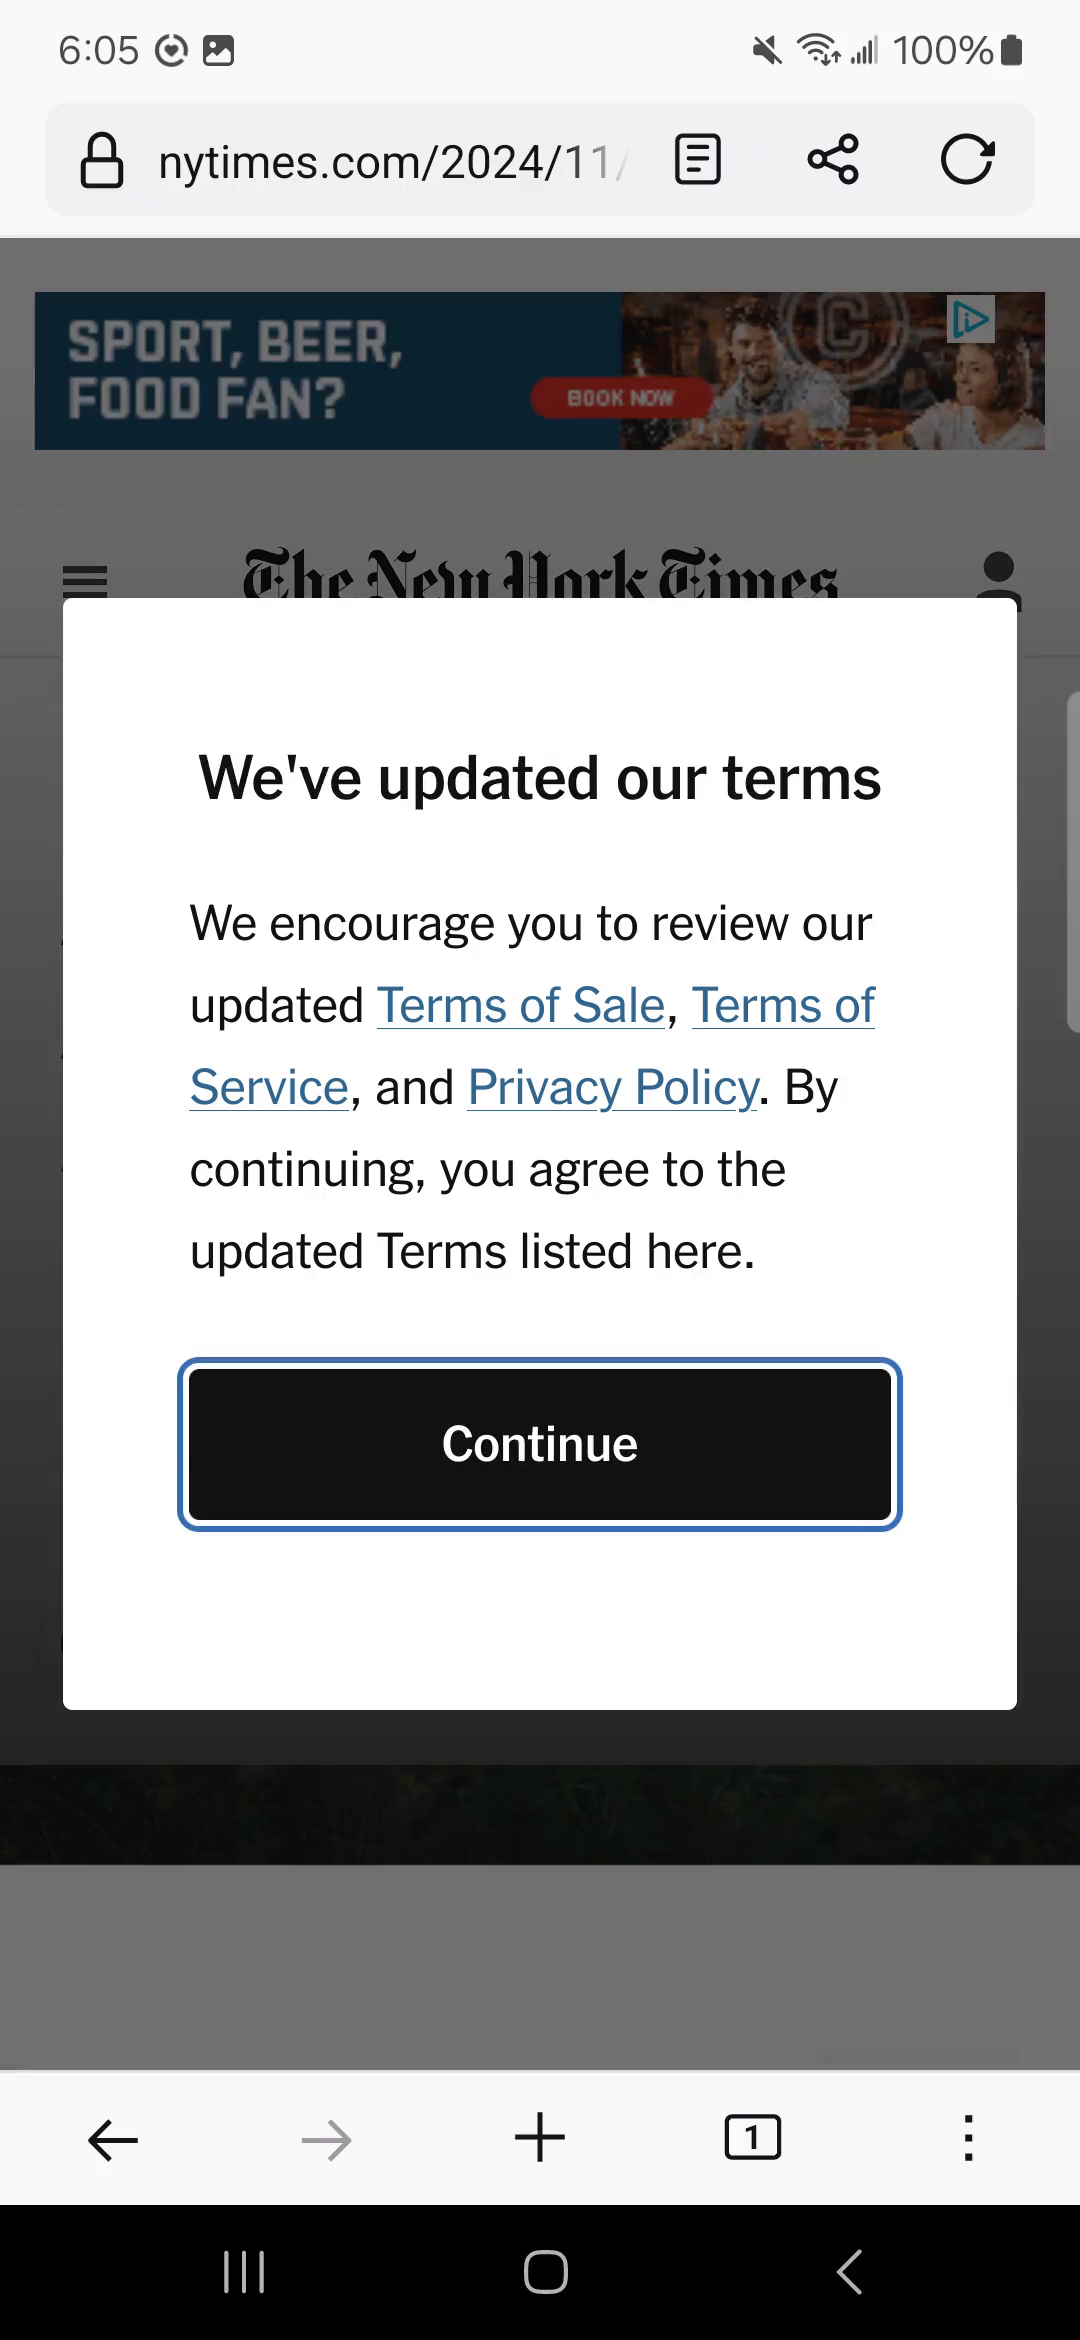 6:05 100%
nytimes.com/2024/11/
SPORT, BEER,
FOOD FAN?
BOOK NOW
C
The New York Times
We've updated our terms
We encourage you to review our
updated Terms of Sale, Terms of
Service, and Privacy Policy. By
continuing, you agree to the
updated Terms listed here.
Continue
1